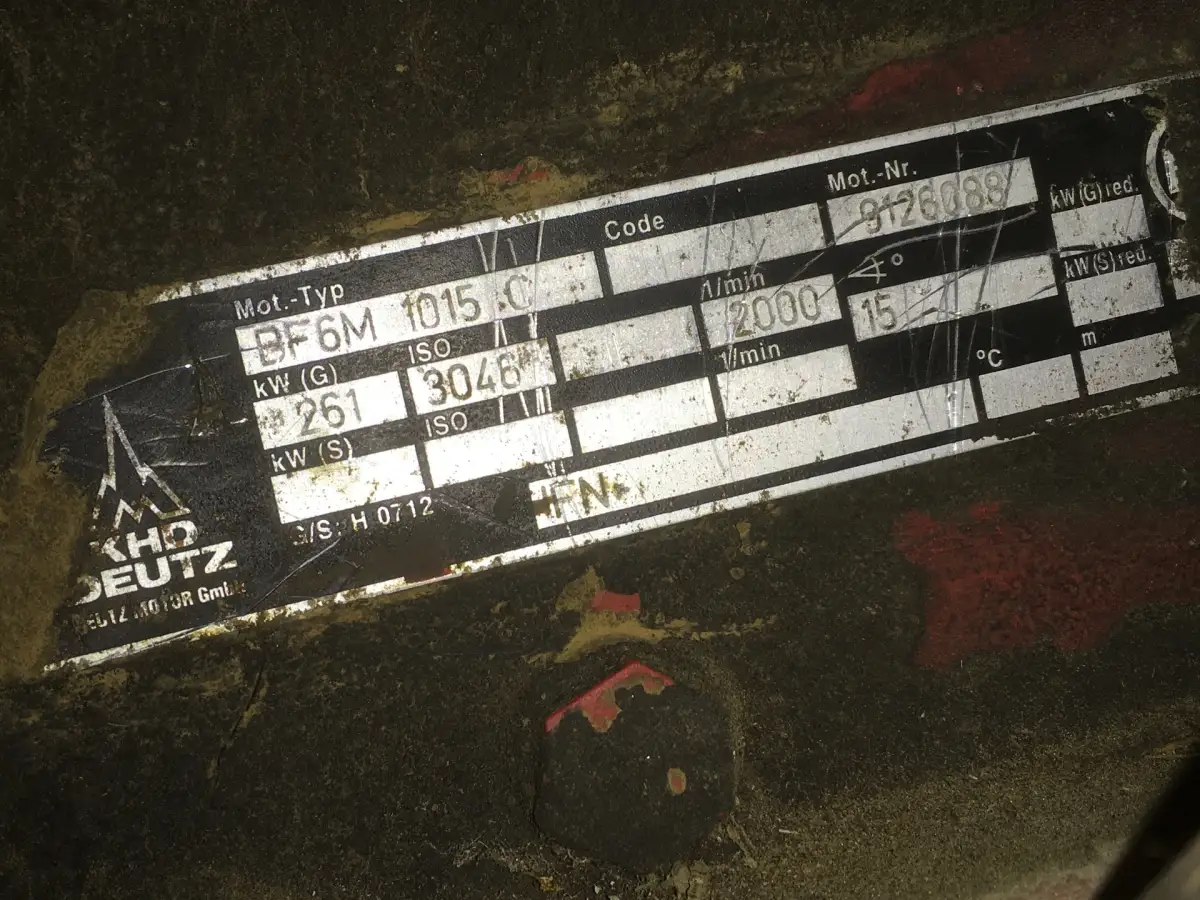 Mot.-Typ Code Mot.-Nr.
BF6M 1015 C 9126088
kW (G) ISO 1/min ∡° kW(G) red.
261 3046 2000 15
kW (S) ISO 1/min °C kW(S) red. m
G/S: H 0712
KHD
DEUTZ
DEUTZ MOTOR GmbH